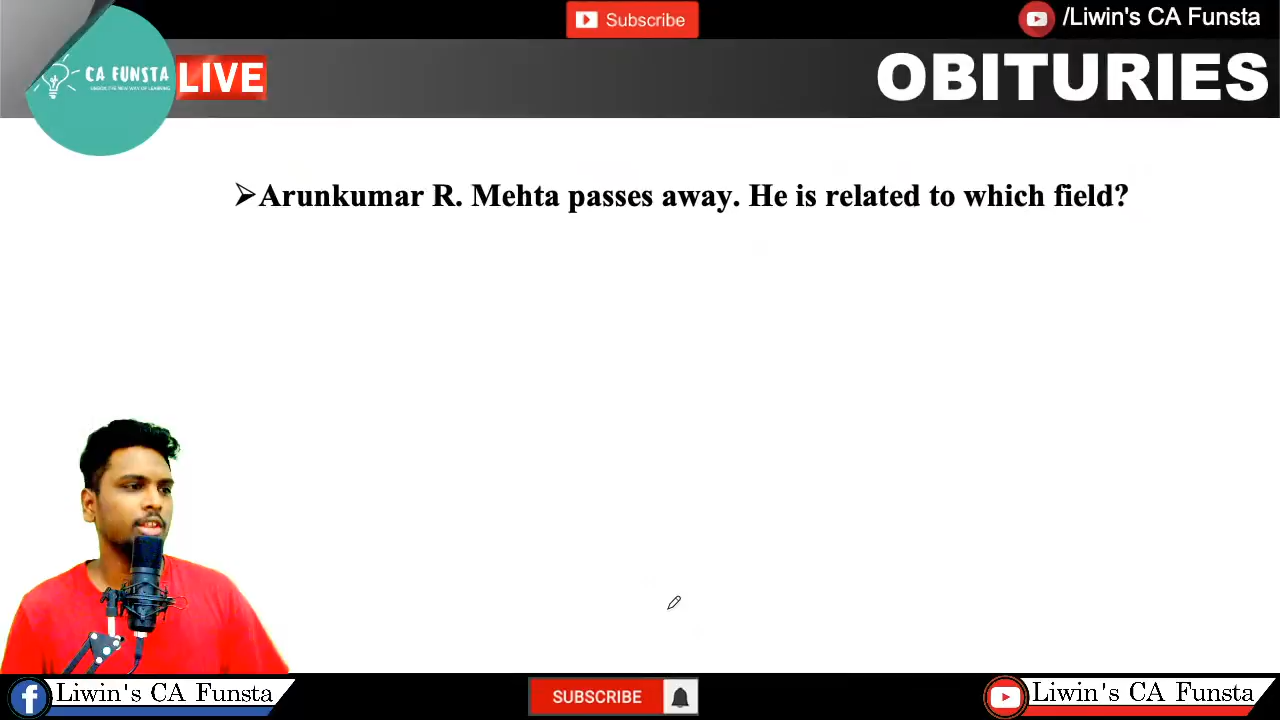 Subscribe
/Liwin's CA Funsta
CA FUNSTA
LIVE
OBITURIES
➢Arunkumar R. Mehta passes away. He is related to which field?
Liwin's CA Funsta
SUBSCRIBE
Liwin's CA Funsta